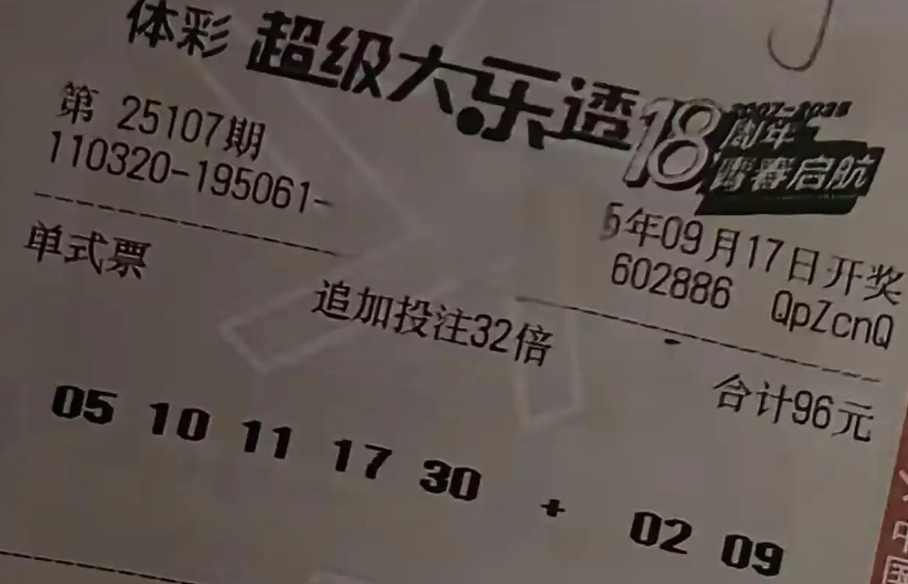 体彩 超级大乐透 18 2007-2025
周年
青春启航
第 25107期 5年09月17日开奖
110320-195061- 602886 QpZcnQ
单式票 追加投注32倍 合计96元
05 10 11 17 30 + 02 09
中
国